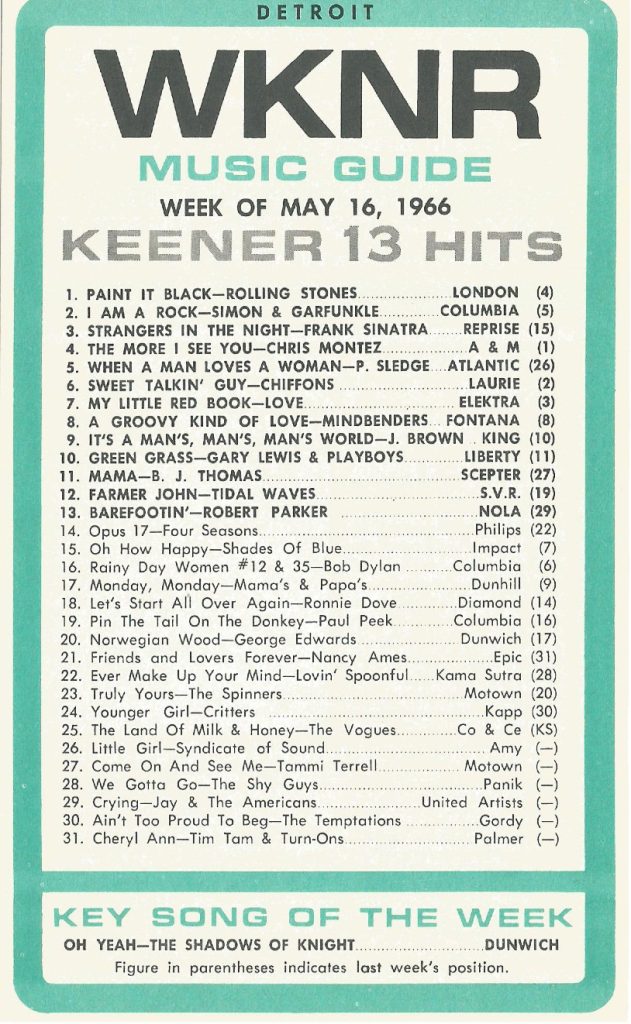 DETROIT
WKNR
MUSIC GUIDE
WEEK OF MAY 16, 1966
KEENER 13 HITS
1. PAINT IT BLACK—ROLLING STONES....................LONDON (4)
2. I AM A ROCK—SIMON & GARFUNKLE............COLUMBIA (5)
3. STRANGERS IN THE NIGHT—FRANK SINATRA......REPRISE (15)
4. THE MORE I SEE YOU—CHRIS MONTEZ................A & M (1)
5. WHEN A MAN LOVES A WOMAN—P. SLEDGE...ATLANTIC (26)
6. SWEET TALKIN' GUY—CHIFFONS ........................LAURIE (2)
7. MY LITTLE RED BOOK—LOVE............................ELEKTRA (3)
8. A GROOVY KIND OF LOVE—MINDBENDERS...FONTANA (8)
9. IT'S A MAN'S, MAN'S, MAN'S WORLD—J. BROWN ..KING (10)
10. GREEN GRASS—GARY LEWIS & PLAYBOYS...........LIBERTY (11)
11. MAMA—B. J. THOMAS....................................SCEPTER (27)
12. FARMER JOHN—TIDAL WAVES..............................S.V.R. (19)
13. BAREFOOTIN'—ROBERT PARKER ..........................NOLA (29)
14. Opus 17—Four Seasons........................................Philips (22)
15. Oh How Happy—Shades Of Blue.......................Impact (7)
16. Rainy Day Women #12 & 35—Bob Dylan ..........Columbia (6)
17. Monday, Monday—Mama's & Papa's...................Dunhill (9)
18. Let's Start All Over Again—Ronnie Dove...........Diamond (14)
19. Pin The Tail On The Donkey—Paul Peek............Columbia (16)
20. Norwegian Wood—George Edwards...................Dunwich (17)
21. Friends and Lovers Forever—Nancy Ames...................Epic (31)
22. Ever Make Up Your Mind—Lovin' Spoonful......Kama Sutra (28)
23. Truly Yours—The Spinners................................Motown (20)
24. Younger Girl—Critters .......................................Kapp (30)
25. The Land Of Milk & Honey—The Vogues.............Co & Ce (KS)
26. Little Girl—Syndicate of Sound.............................Amy (—)
27. Come On And See Me—Tammi Terrell..................Motown (—)
28. We Gotta Go—The Shy Guys..............................Panik (—)
29. Crying—Jay & The Americans....................United Artists (—)
30. Ain't Too Proud To Beg—The Temptations ............Gordy (—)
31. Cheryl Ann—Tim Tam & Turn-Ons......................Palmer (—)
KEY SONG OF THE WEEK
OH YEAH—THE SHADOWS OF KNIGHT.........................DUNWICH
Figure in parentheses indicates last week's position.